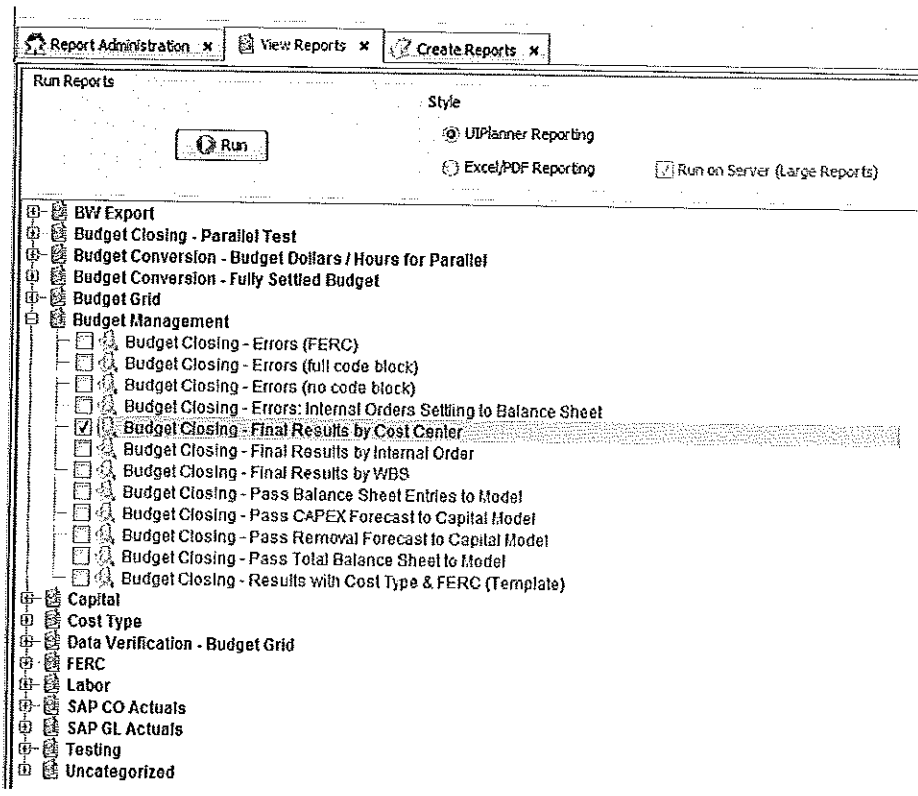 Report Administration x View Reports x Create Reports x
Run Reports
Style
Run
UIPlanner Reporting
Excel/PDF Reporting Run on Server (Large Reports)
BW Export
Budget Closing - Parallel Test
Budget Conversion - Budget Dollars / Hours for Parallel
Budget Conversion - Fully Settled Budget
Budget Grid
Budget Management
Budget Closing - Errors (FERC)
Budget Closing - Errors (full code block)
Budget Closing - Errors (no code block)
Budget Closing - Errors: Internal Orders Settling to Balance Sheet
Budget Closing - Final Results by Cost Center
Budget Closing - Final Results by Internal Order
Budget Closing - Final Results by WBS
Budget Closing - Pass Balance Sheet Entries to Model
Budget Closing - Pass CAPEX Forecast to Capital Model
Budget Closing - Pass Removal Forecast to Capital Model
Budget Closing - Pass Total Balance Sheet to Model
Budget Closing - Results with Cost Type & FERC (Template)
Capital
Cost Type
Data Verification - Budget Grid
FERC
Labor
SAP CO Actuals
SAP GL Actuals
Testing
Uncategorized